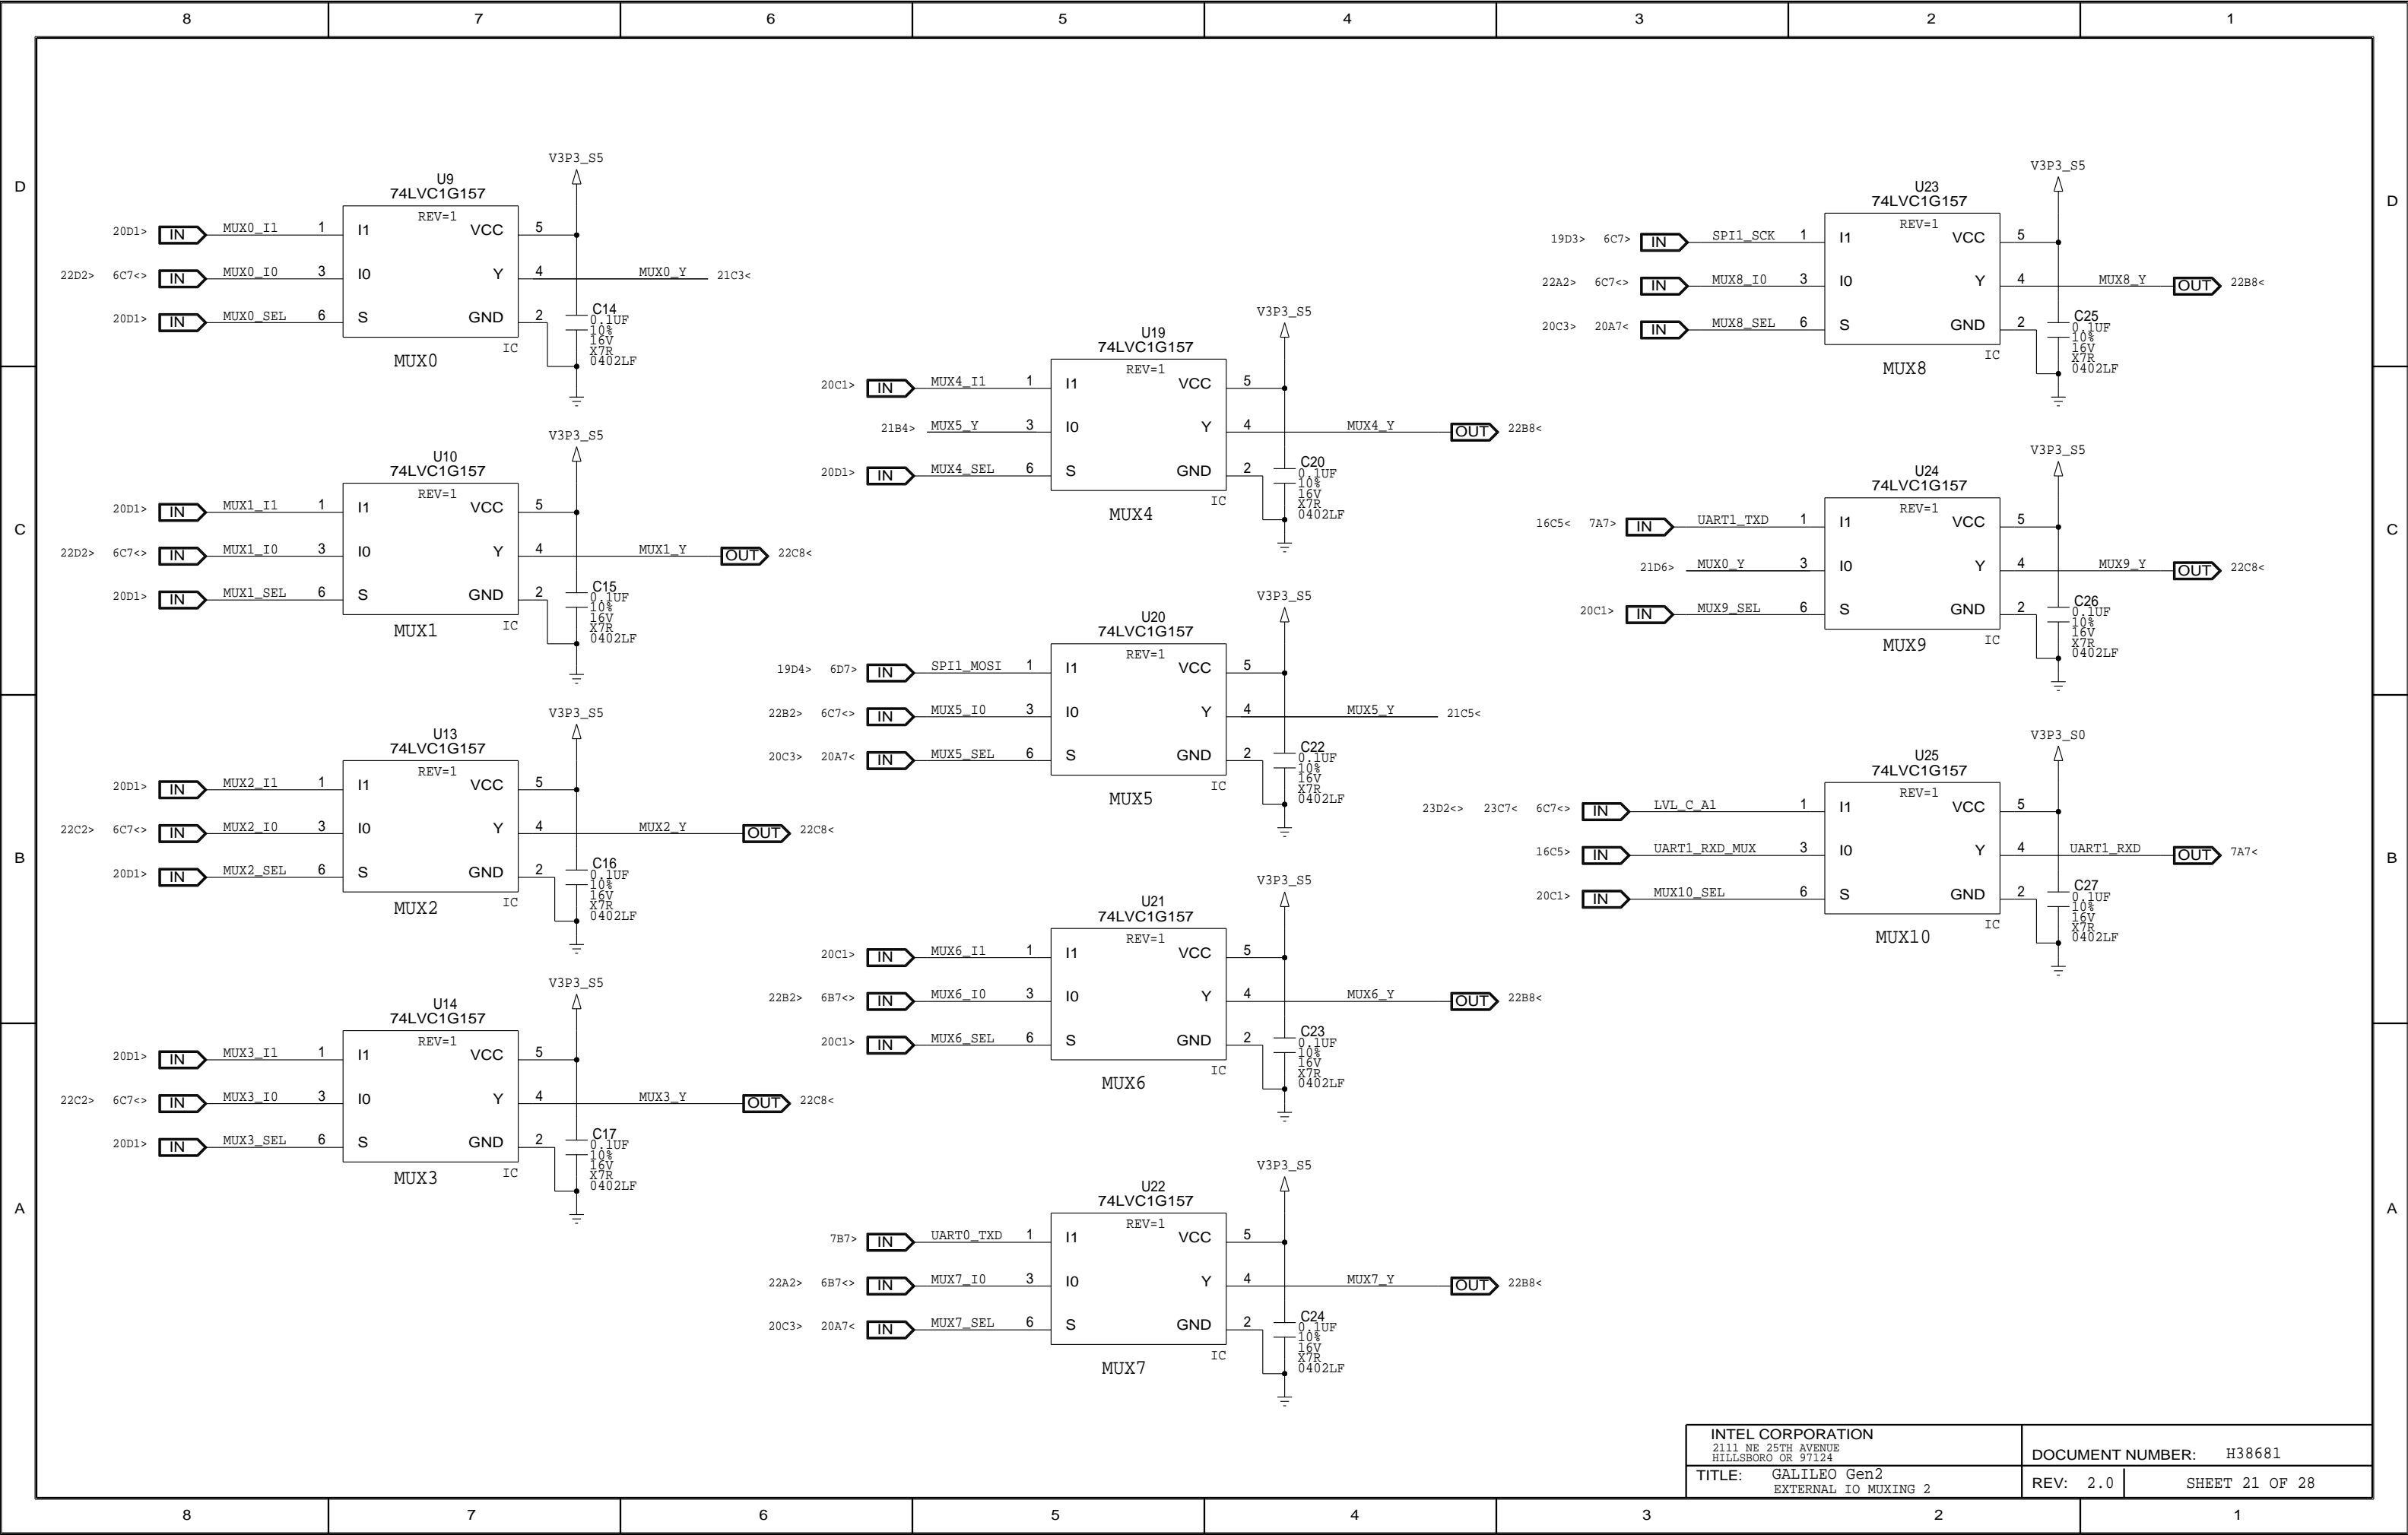 8 7 6 5 4 3 2 1
D D
C C
B B
A A
U9
74LVC1G157
REV=1
V3P3_S5
20D1> IN MUX0_I1 1 I1 VCC 5
22D2> 6C7<> IN MUX0_I0 3 I0 Y 4 MUX0_Y 21C3<
20D1> IN MUX0_SEL 6 S GND 2
IC
MUX0
C14
0.1UF
10%
16V
X7R
0402LF
U10
74LVC1G157
REV=1
V3P3_S5
20D1> IN MUX1_I1 1 I1 VCC 5
22D2> 6C7<> IN MUX1_I0 3 I0 Y 4 MUX1_Y OUT 22C8<
20D1> IN MUX1_SEL 6 S GND 2
IC
MUX1
C15
0.1UF
10%
16V
X7R
0402LF
U13
74LVC1G157
REV=1
V3P3_S5
20D1> IN MUX2_I1 1 I1 VCC 5
22C2> 6C7<> IN MUX2_I0 3 I0 Y 4 MUX2_Y OUT 22C8<
20D1> IN MUX2_SEL 6 S GND 2
IC
MUX2
C16
0.1UF
10%
16V
X7R
0402LF
U14
74LVC1G157
REV=1
V3P3_S5
20D1> IN MUX3_I1 1 I1 VCC 5
22C2> 6C7<> IN MUX3_I0 3 I0 Y 4 MUX3_Y OUT 22C8<
20D1> IN MUX3_SEL 6 S GND 2
IC
MUX3
C17
0.1UF
10%
16V
X7R
0402LF
U19
74LVC1G157
REV=1
V3P3_S5
20C1> IN MUX4_I1 1 I1 VCC 5
21B4> MUX5_Y 3 I0 Y 4 MUX4_Y OUT 22B8<
20D1> IN MUX4_SEL 6 S GND 2
IC
MUX4
C20
0.1UF
10%
16V
X7R
0402LF
U20
74LVC1G157
REV=1
V3P3_S5
19D4> 6D7> IN SPI1_MOSI 1 I1 VCC 5
22B2> 6C7<> IN MUX5_I0 3 I0 Y 4 MUX5_Y 21C5<
20C3> 20A7< IN MUX5_SEL 6 S GND 2
IC
MUX5
C22
0.1UF
10%
16V
X7R
0402LF
U21
74LVC1G157
REV=1
V3P3_S5
20C1> IN MUX6_I1 1 I1 VCC 5
22B2> 6B7<> IN MUX6_I0 3 I0 Y 4 MUX6_Y OUT 22B8<
20C1> IN MUX6_SEL 6 S GND 2
IC
MUX6
C23
0.1UF
10%
16V
X7R
0402LF
U22
74LVC1G157
REV=1
V3P3_S5
7B7> IN UART0_TXD 1 I1 VCC 5
22A2> 6B7<> IN MUX7_I0 3 I0 Y 4 MUX7_Y OUT 22B8<
20C3> 20A7< IN MUX7_SEL 6 S GND 2
IC
MUX7
C24
0.1UF
10%
16V
X7R
0402LF
U23
74LVC1G157
REV=1
V3P3_S5
19D3> 6C7> IN SPI1_SCK 1 I1 VCC 5
22A2> 6C7<> IN MUX8_I0 3 I0 Y 4 MUX8_Y OUT 22B8<
20C3> 20A7< IN MUX8_SEL 6 S GND 2
IC
MUX8
C25
0.1UF
10%
16V
X7R
0402LF
U24
74LVC1G157
REV=1
V3P3_S5
16C5< 7A7> IN UART1_TXD 1 I1 VCC 5
21D6> MUX0_Y 3 I0 Y 4 MUX9_Y OUT 22C8<
20C1> IN MUX9_SEL 6 S GND 2
IC
MUX9
C26
0.1UF
10%
16V
X7R
0402LF
U25
74LVC1G157
REV=1
V3P3_S0
23D2<> 23C7< 6C7<> IN LVL_C_A1 1 I1 VCC 5
16C5> IN UART1_RXD_MUX 3 I0 Y 4 UART1_RXD OUT 7A7<
20C1> IN MUX10_SEL 6 S GND 2
IC
MUX10
C27
0.1UF
10%
16V
X7R
0402LF
INTEL CORPORATION
2111 NE 25TH AVENUE
HILLSBORO OR 97124
DOCUMENT NUMBER: H38681
TITLE: GALILEO Gen2
EXTERNAL IO MUXING 2
REV: 2.0 SHEET 21 OF 28
8 7 6 5 4 3 2 1